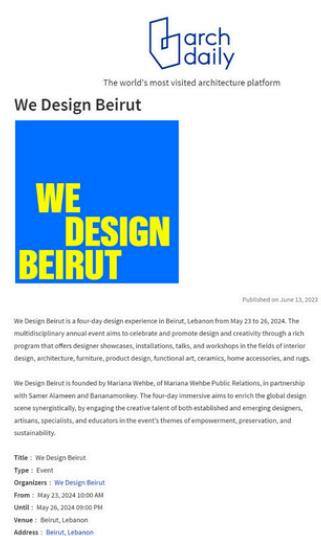 arch
daily
The world's most visited architecture platform
We Design Beirut
WE
DESIGN
BEIRUT
Published on June 13, 2023
We Design Beirut is a four-day design experience in Beirut, Lebanon from May 23 to 26, 2024. The
multidisciplinary annual event aims to celebrate and promote design and creativity through a rich
program that offers designer showcases, installations, talks, and workshops in the fields of interior
design, architecture, furniture, product design, functional art, ceramics, home accessories, and rugs.
We Design Beirut is founded by Mariana Wehbe, of Mariana Wehbe Public Relations, in partnership
with Samer Alameen and Bananamonkey. The four-day immersive aims to enrich the global design
scene synergistically, by engaging the creative talent of both established and emerging designers,
artisans, specialists, and educators in the event's themes of empowerment, preservation, and
sustainability.
Title : We Design Beirut
Type : Event
Organizers : We Design Beirut
From : May 23, 2024 10:00 AM
Until : May 26, 2024 09:00 PM
Venue : Beirut, Lebanon
Address : Beirut, Lebanon